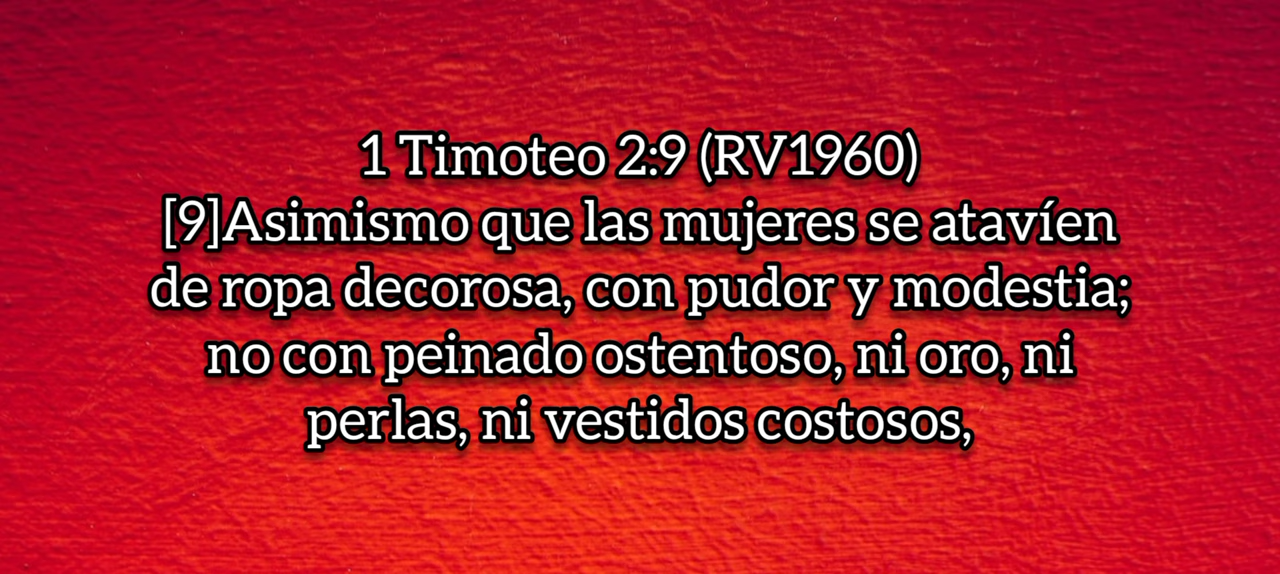 1 Timoteo 2:9 (RV1960)
[9]Asimismo que las mujeres se atavíen
de ropa decorosa, con pudor y modestia;
no con peinado ostentoso, ni oro, ni
perlas, ni vestidos costosos,